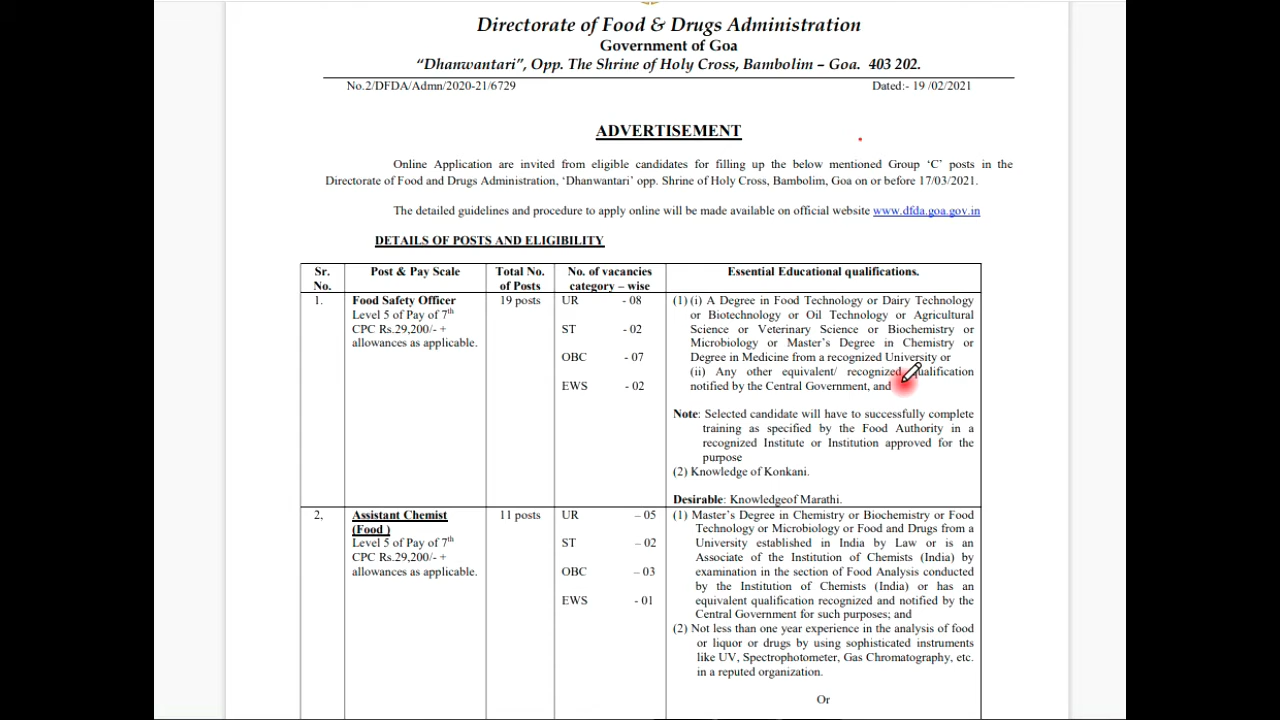 Directorate of Food & Drugs Administration
Government of Goa
“Dhanwantari”, Opp. The Shrine of Holy Cross, Bambolim – Goa. 403 202.
No.2/DFDA/Admn/2020-21/6729 Dated:- 19 /02/2021
ADVERTISEMENT
Online Application are invited from eligible candidates for filling up the below mentioned Group ‘C’ posts in the
Directorate of Food and Drugs Administration, ‘Dhanwantari’ opp. Shrine of Holy Cross, Bambolim, Goa on or before 17/03/2021.
The detailed guidelines and procedure to apply online will be made available on official website www.dfda.goa.gov.in
DETAILS OF POSTS AND ELIGIBILITY
Sr. No.
Post & Pay Scale
Total No. of Posts
No. of vacancies category – wise
Essential Educational qualifications.
1.
Food Safety Officer
Level 5 of Pay of 7th
CPC Rs.29,200/- +
allowances as applicable.
19 posts
UR - 08
ST - 02
OBC - 07
EWS - 02
(1) (i) A Degree in Food Technology or Dairy Technology
or Biotechnology or Oil Technology or Agricultural
Science or Veterinary Science or Biochemistry or
Microbiology or Master’s Degree in Chemistry or
Degree in Medicine from a recognized University or
(ii) Any other equivalent/ recognized qualification
notified by the Central Government, and
Note: Selected candidate will have to successfully complete
training as specified by the Food Authority in a
recognized Institute or Institution approved for the
purpose
(2) Knowledge of Konkani.
Desirable: Knowledgeof Marathi.
2,
Assistant Chemist
(Food )
Level 5 of Pay of 7th
CPC Rs.29,200/- +
allowances as applicable.
11 posts
UR – 05
ST – 02
OBC – 03
EWS - 01
(1) Master’s Degree in Chemistry or Biochemistry or Food
Technology or Microbiology or Food and Drugs from a
University established in India by Law or is an
Associate of the Institution of Chemists (India) by
examination in the section of Food Analysis conducted
by the Institution of Chemists (India) or has an
equivalent qualification recognized and notified by the
Central Government for such purposes; and
(2) Not less than one year experience in the analysis of food
or liquor or drugs by using sophisticated instruments
like UV, Spectrophotometer, Gas Chromatography, etc.
in a reputed organization.
Or